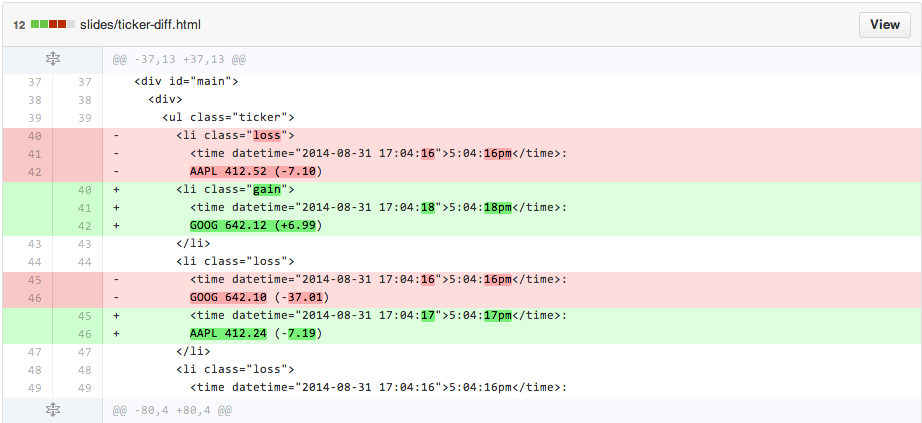 12 slides/ticker-diff.html View
@@ -37,13 +37,13 @@
37 37 <div id="main">
38 38 <div>
39 39 <ul class="ticker">
40 - <li class="loss">
41 - <time datetime="2014-08-31 17:04:16">5:04:16pm</time>:
42 - AAPL 412.52 (-7.10)
40 + <li class="gain">
41 + <time datetime="2014-08-31 17:04:18">5:04:18pm</time>:
42 + GOOG 642.12 (+6.99)
43 43 </li>
44 44 <li class="loss">
45 - <time datetime="2014-08-31 17:04:16">5:04:16pm</time>:
46 - GOOG 642.10 (-37.01)
45 + <time datetime="2014-08-31 17:04:17">5:04:17pm</time>:
46 + AAPL 412.24 (-7.19)
47 47 </li>
48 48 <li class="loss">
49 49 <time datetime="2014-08-31 17:04:16">5:04:16pm</time>:
@@ -80,4 +80,4 @@